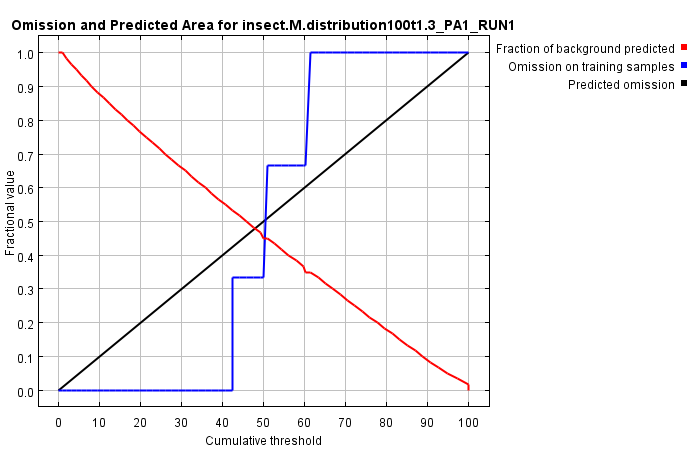 Omission and Predicted Area for insect.M.distribution100t1.3_PA1_RUN1
Fraction of background predicted
Omission on training samples
Predicted omission
Fractional value
1.0
0.9
0.8
0.7
0.6
0.5
0.4
0.3
0.2
0.1
0.0
0 10 20 30 40 50 60 70 80 90 100
Cumulative threshold